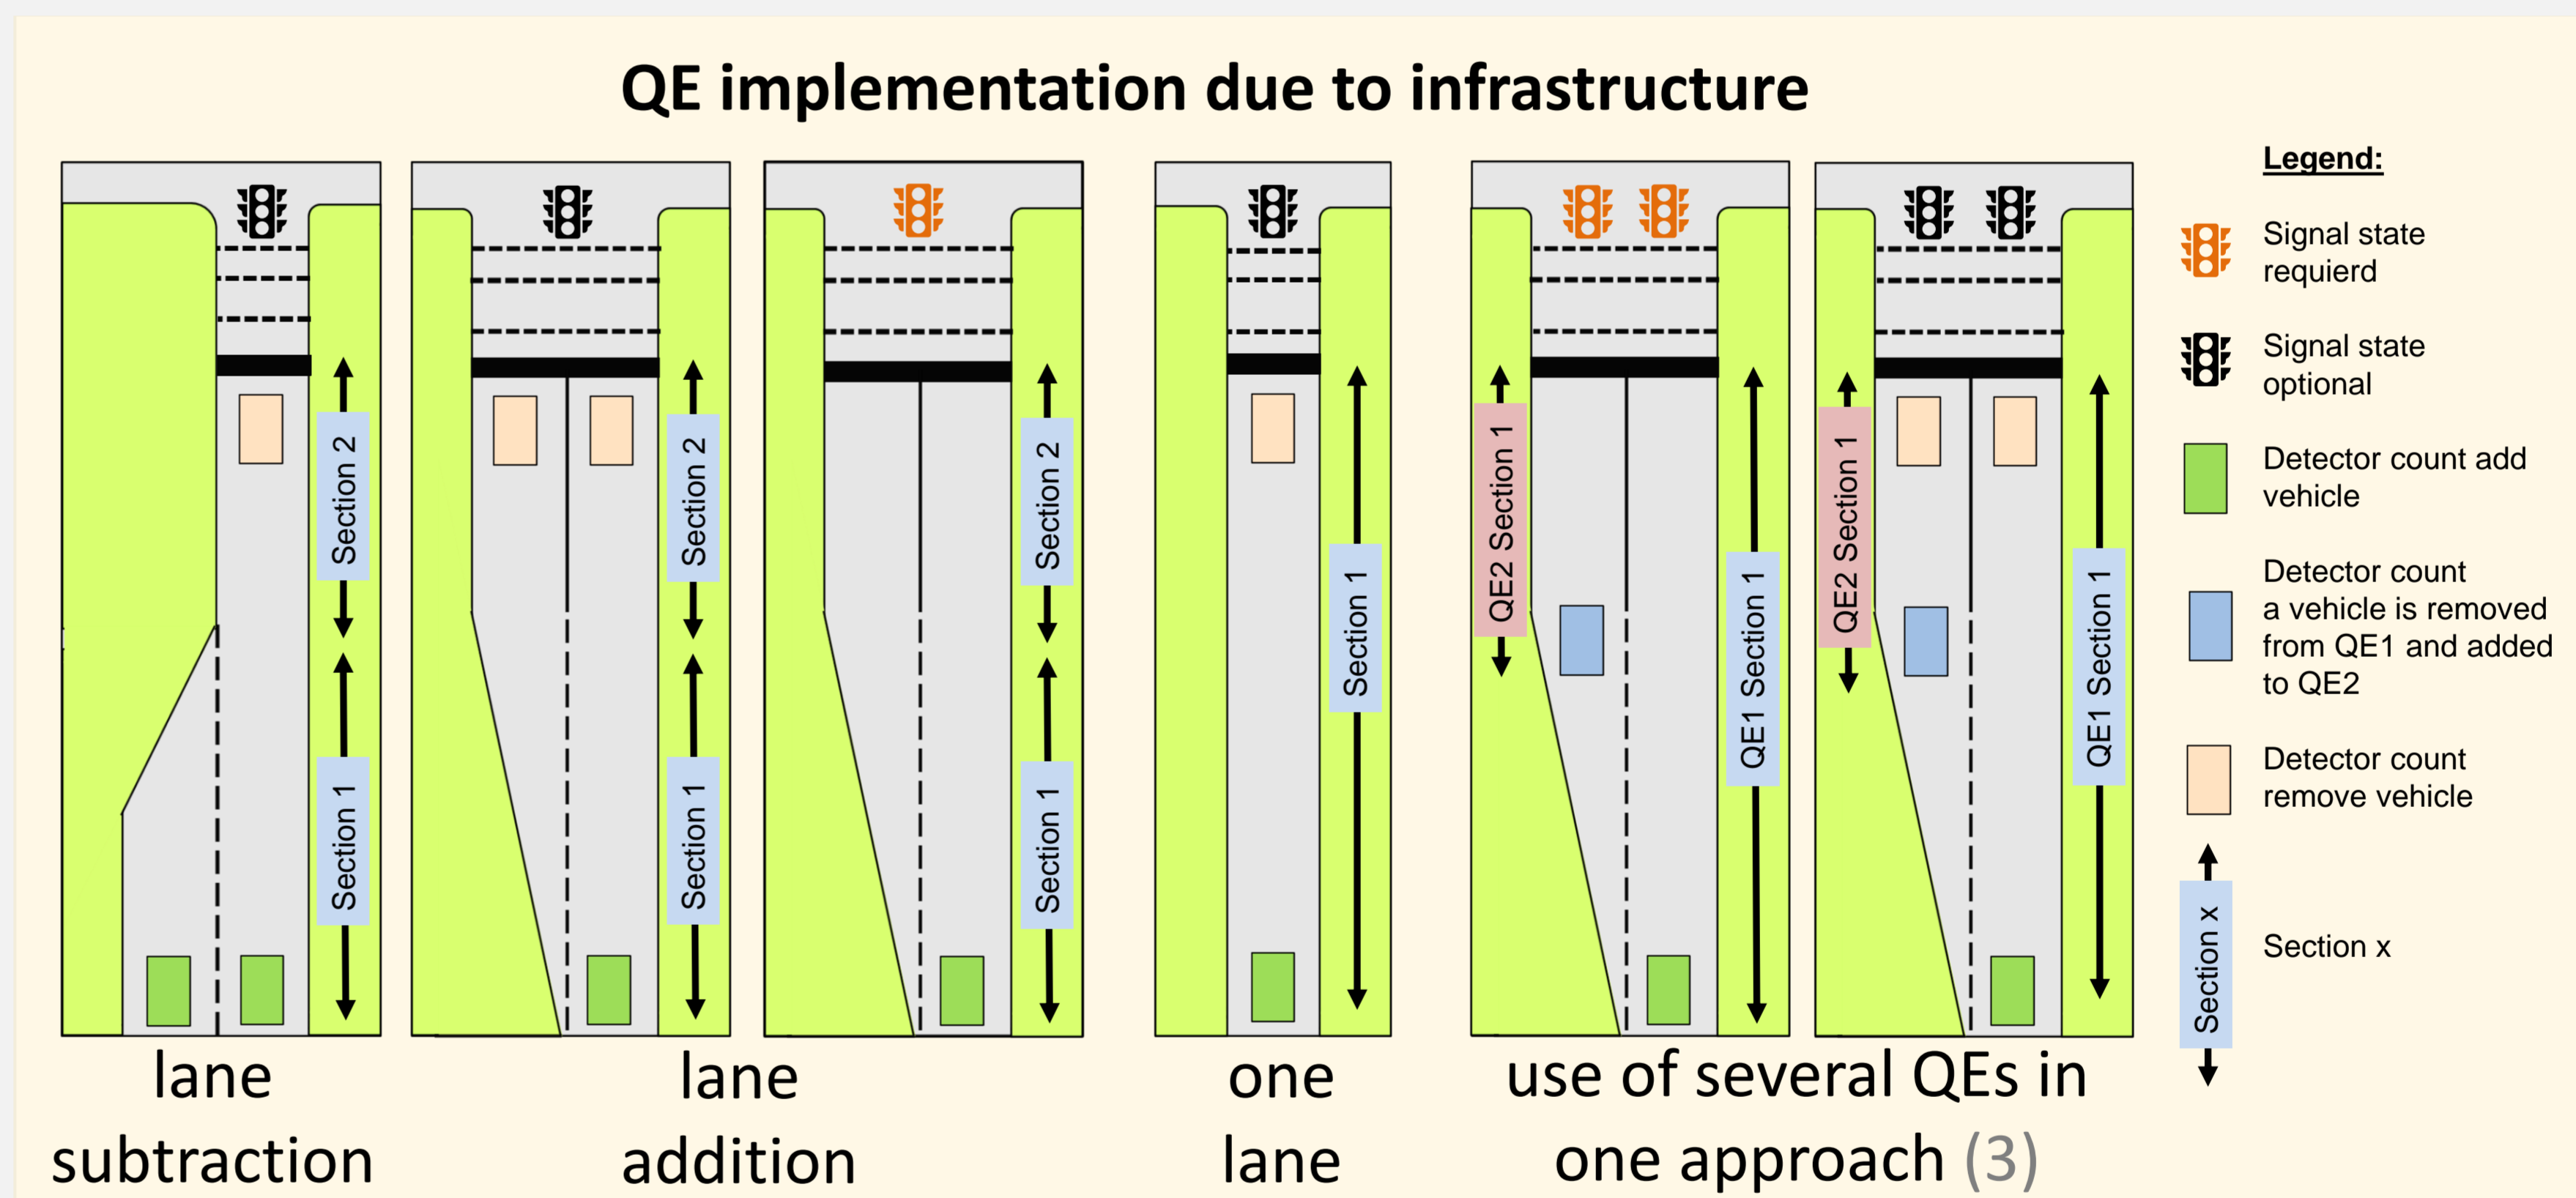 QE implementation due to infrastructure
Section 2
Section 1
lane
subtraction
Section 2
Section 1
Section 2
Section 1
lane
addition
Section 1
one
lane
QE2 Section 1
QE1 Section 1
QE2 Section 1
QE1 Section 1
use of several QEs in
one approach (3)
Legend:
Signal state
requierd
Signal state
optional
Detector count add
vehicle
Detector count
a vehicle is removed
from QE1 and added
to QE2
Detector count
remove vehicle
Section x
Section x